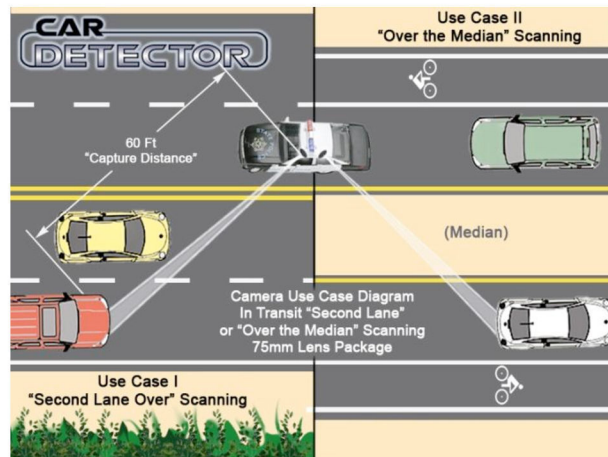 CAR
DETECTOR
Use Case II
“Over the Median” Scanning
60 Ft
“Capture Distance”
(Median)
Camera Use Case Diagram
In Transit “Second Lane”
or “Over the Median” Scanning
75mm Lens Package
Use Case I
“Second Lane Over” Scanning